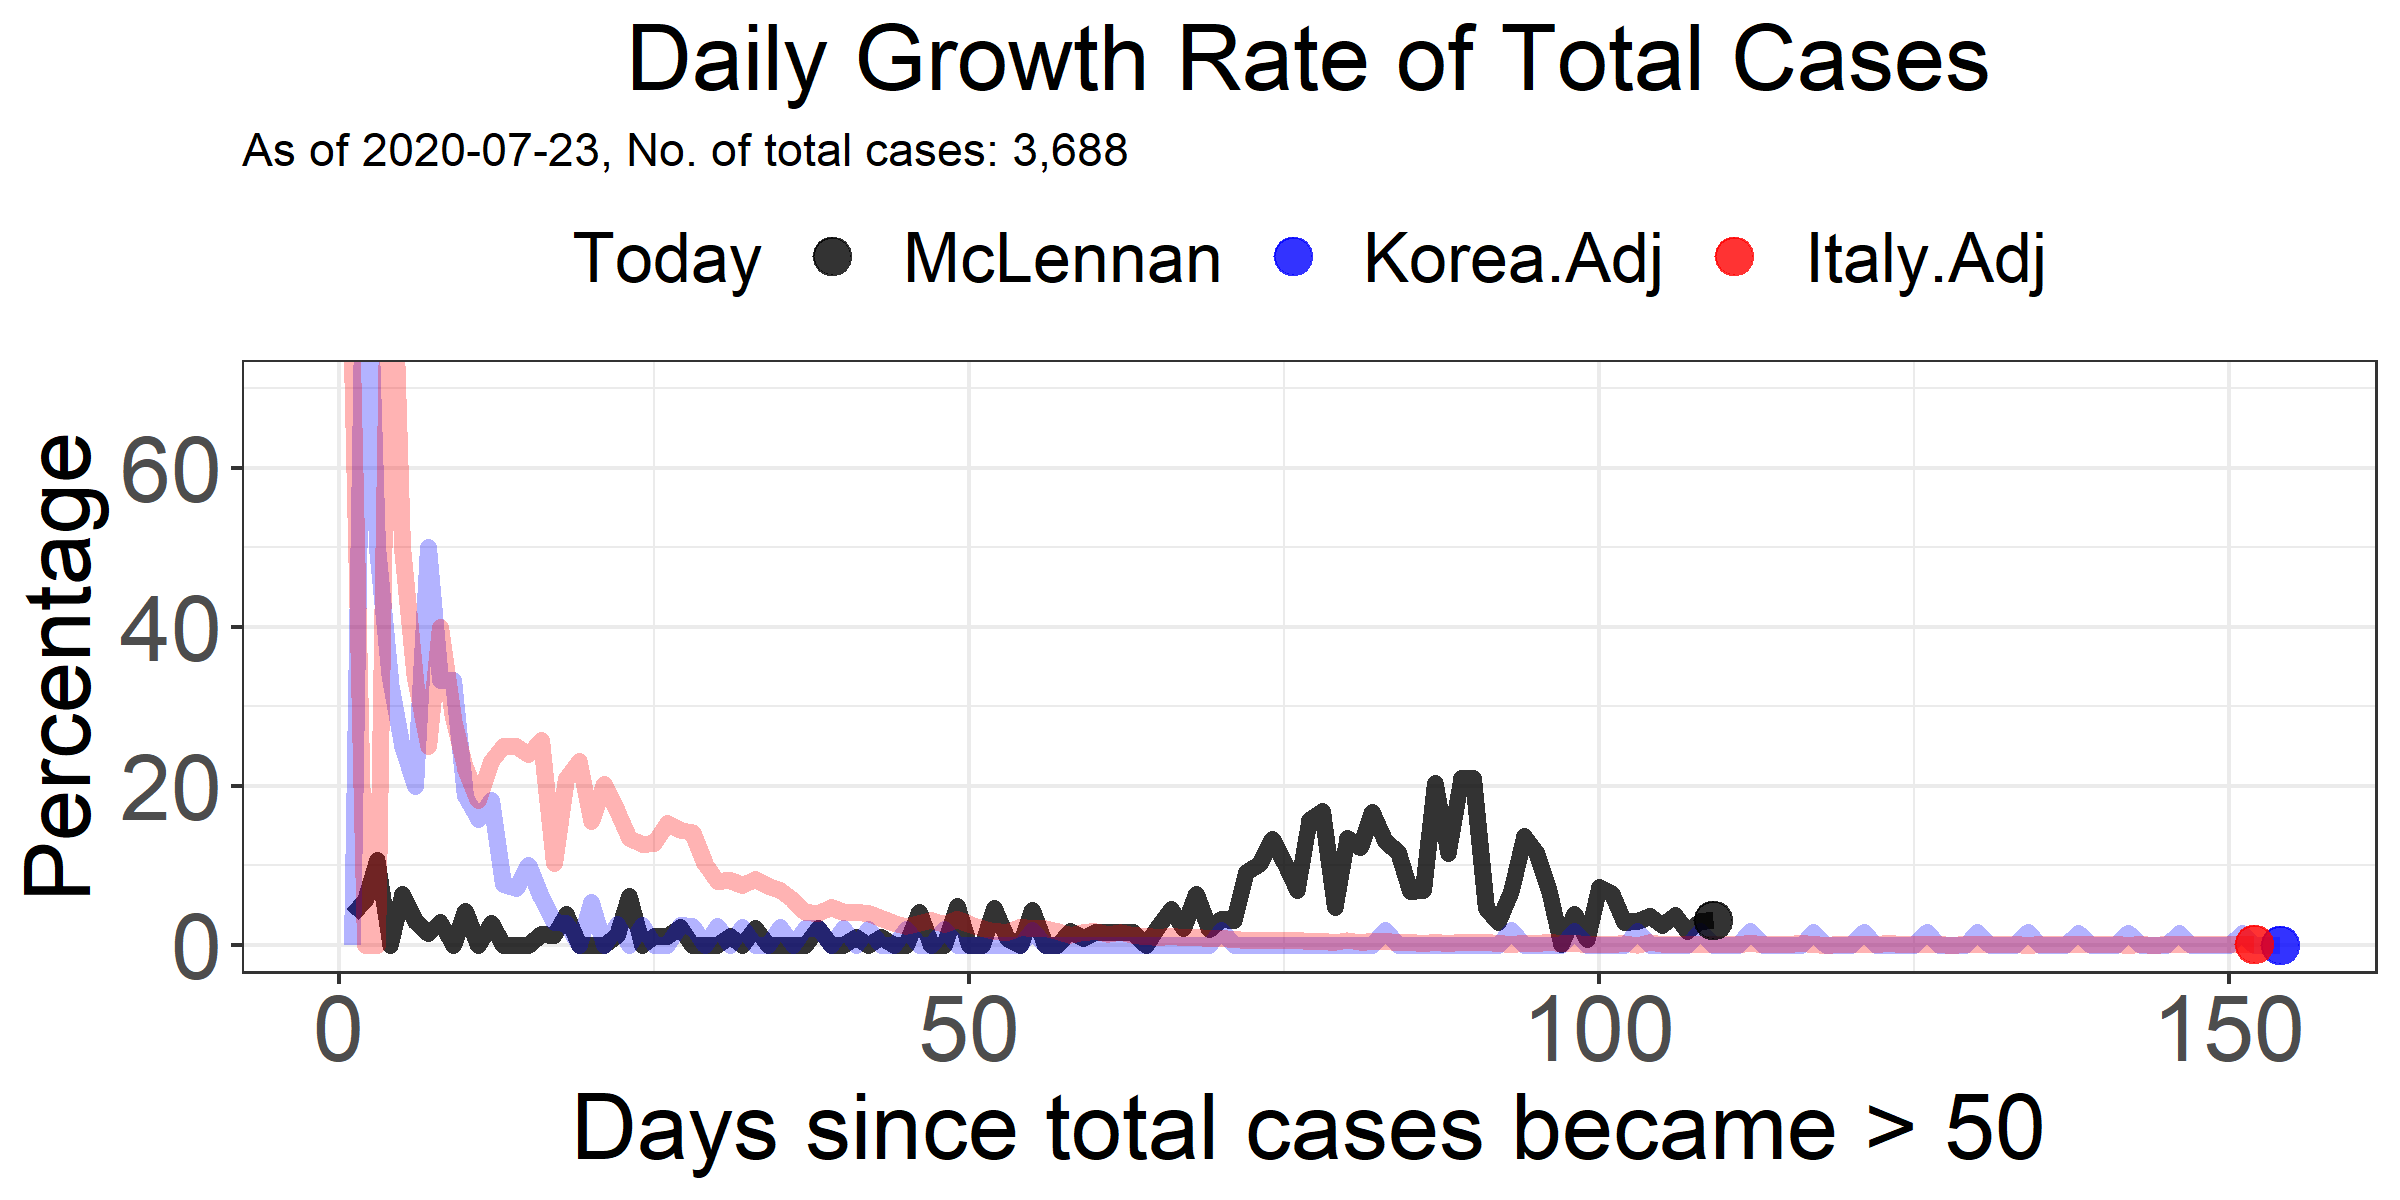 Daily Growth Rate of Total Cases
As of 2020-07-23, No. of total cases: 3,688
Today McLennan Korea.Adj Italy.Adj
Percentage
60
40
20
0
0 50 100 150
Days since total cases became > 50